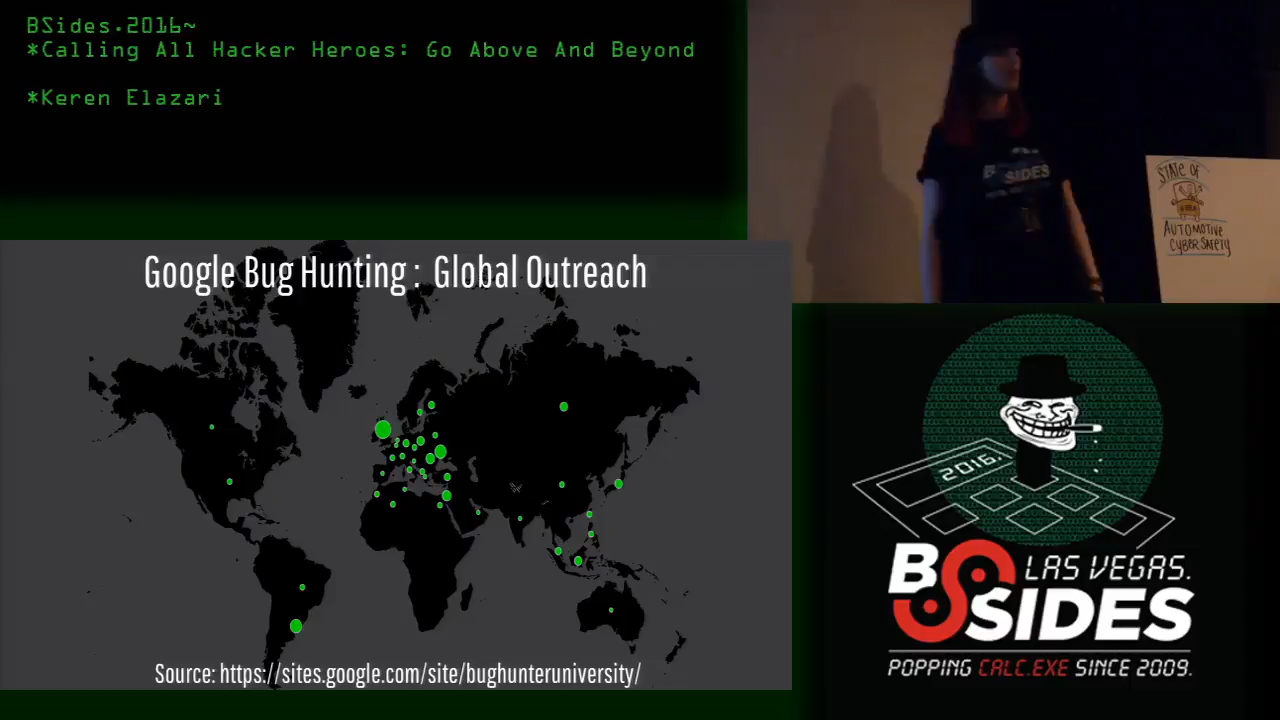 BSides.2016~
*Calling All Hacker Heroes: Go Above And Beyond
*Keren Elazari
BSIDES
STATE OF
AUTOMOTIVE
CYBER SAFETY
Google Bug Hunting : Global Outreach
Source: https://sites.google.com/site/bughunteruniversity/
2016.
BSIDES LAS VEGAS.
POPPING CALC.EXE SINCE 2009.